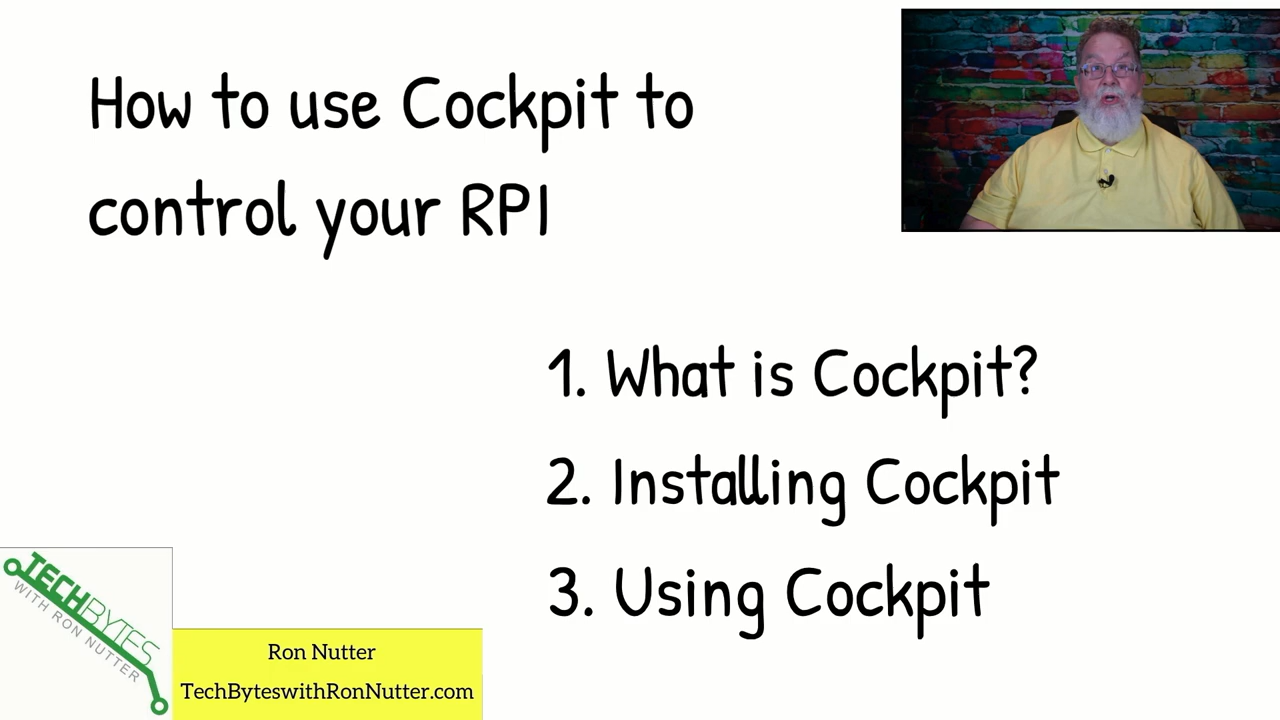 How to use Cockpit to
control your RPI
1. What is Cockpit?
2. Installing Cockpit
3. Using Cockpit
TECHBYTES
WITH RON NUTTER
Ron Nutter
TechByteswithRonNutter.com